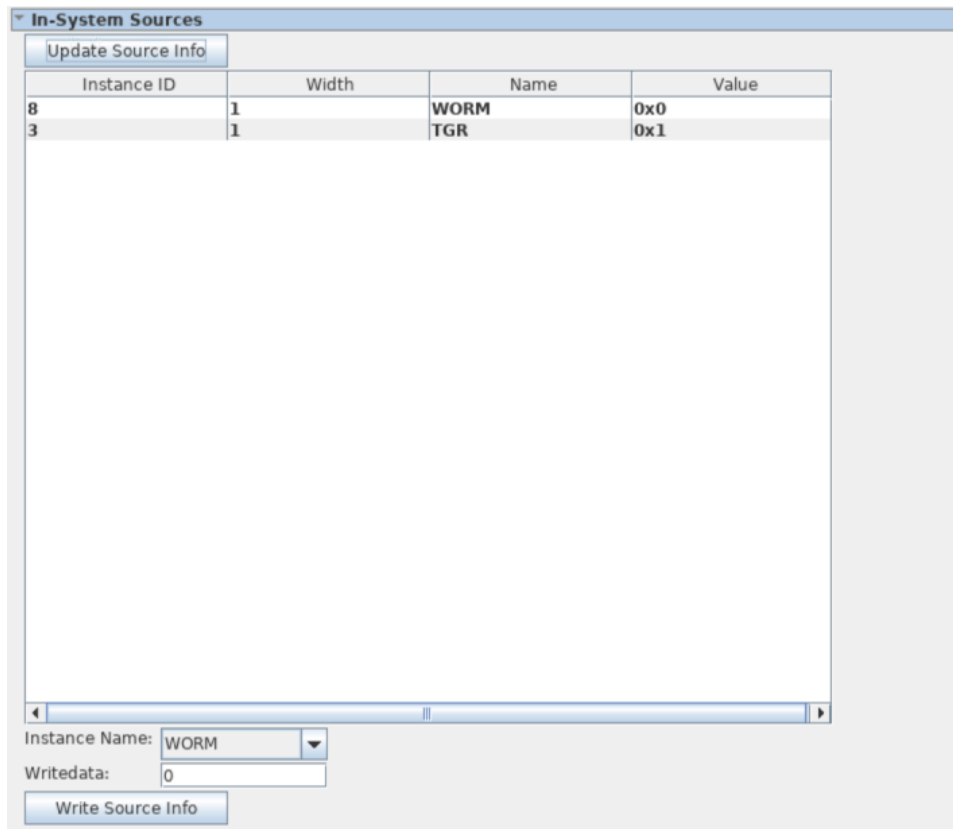 In-System Sources
Update Source Info
Instance ID Width Name Value
8 1 WORM 0x0
3 1 TGR 0x1
Instance Name: WORM
Writedata: 0
Write Source Info